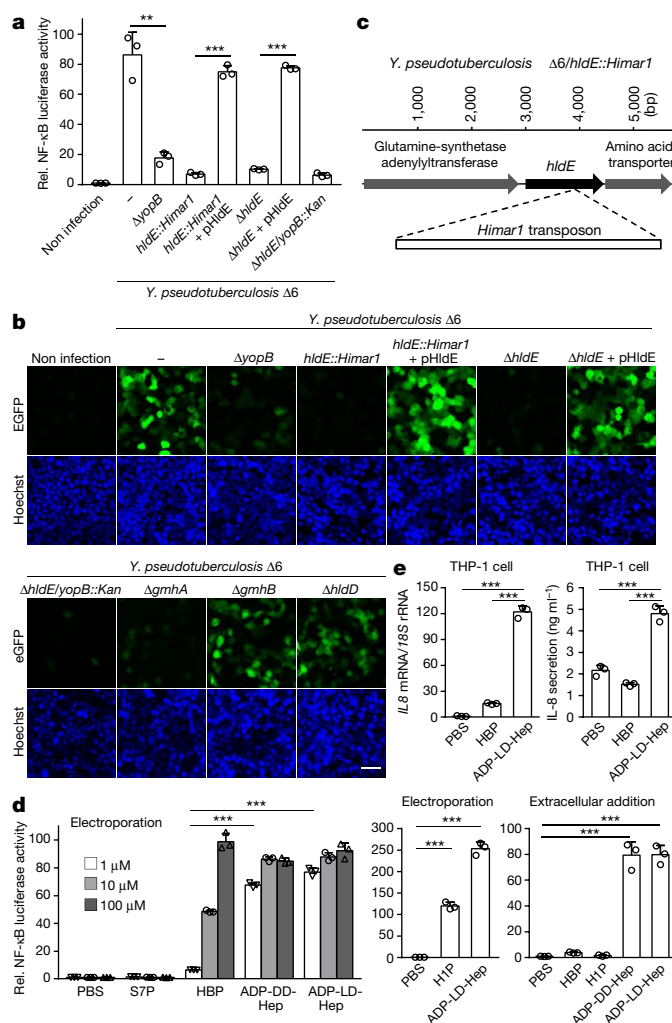 a
Rel. NF-κB luciferase activity
100
80
60
40
20
0
**
***
***
Non infection
–
ΔyopB
hldE::Himar1
hldE::Himar1
+ pHldE
ΔhldE
ΔhldE + pHldE
ΔhldE/yopB::Kan
Y. pseudotuberculosis Δ6
c
Y. pseudotuberculosis Δ6/hldE::Himar1
1,000
2,000
3,000
4,000
5,000
(bp)
Glutamine-synthetase
adenylyltransferase
hldE
Amino acid
transporter
Himar1 transposon
b
Y. pseudotuberculosis Δ6
Non infection
–
ΔyopB
hldE::Himar1
hldE::Himar1
+ pHldE
ΔhldE
ΔhldE + pHldE
EGFP
Hoechst
Y. pseudotuberculosis Δ6
ΔhldE/yopB::Kan
ΔgmhA
ΔgmhB
ΔhldD
eGFP
Hoechst
e
THP-1 cell
IL8 mRNA/18S rRNA
150
120
90
60
30
0
***
***
PBS
HBP
ADP-LD-Hep
THP-1 cell
IL-8 secretion (ng ml⁻¹)
6
5
4
3
2
1
0
***
***
PBS
HBP
ADP-LD-Hep
d
Rel. NF-κB luciferase activity
100
80
60
40
20
0
Electroporation
1 μM
10 μM
100 μM
***
***
PBS
S7P
HBP
ADP-DD-
Hep
ADP-LD-
Hep
Electroporation
300
250
200
150
100
50
0
***
***
PBS
H1P
ADP-LD-Hep
Extracellular addition
100
80
60
40
20
0
***
***
PBS
HBP
H1P
ADP-DD-Hep
ADP-LD-Hep